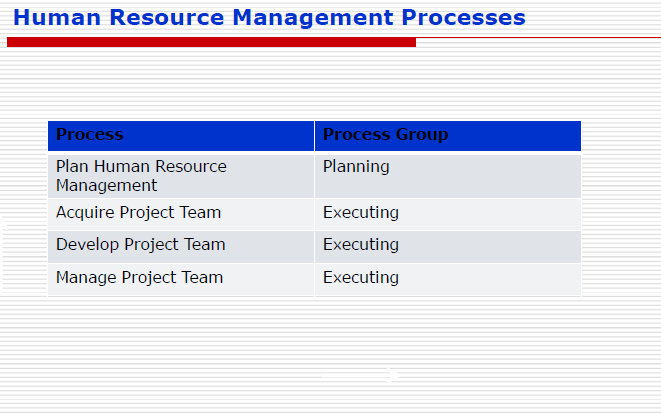 Human Resource Management Processes
Process
Process Group
Plan Human Resource
Management
Planning
Acquire Project Team
Executing
Develop Project Team
Executing
Manage Project Team
Executing